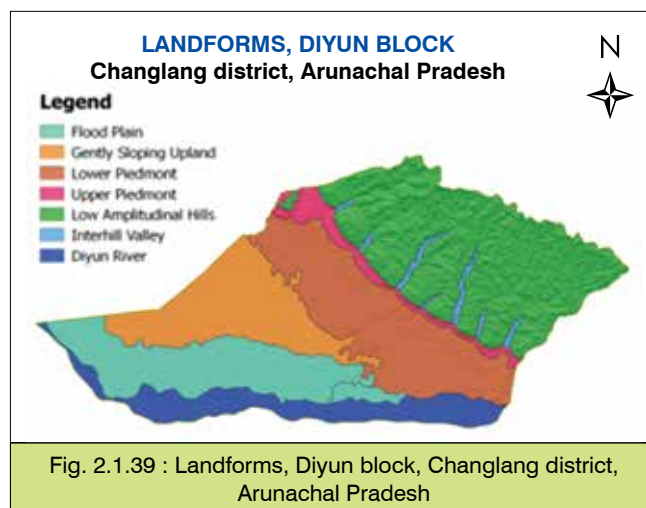 LANDFORMS, DIYUN BLOCK
Changlang district, Arunachal Pradesh
N
Legend
Flood Plain
Gently Sloping Upland
Lower Piedmont
Upper Piedmont
Low Amplitudinal Hills
Interhill Valley
Diyun River
Fig. 2.1.39 : Landforms, Diyun block, Changlang district,
Arunachal Pradesh